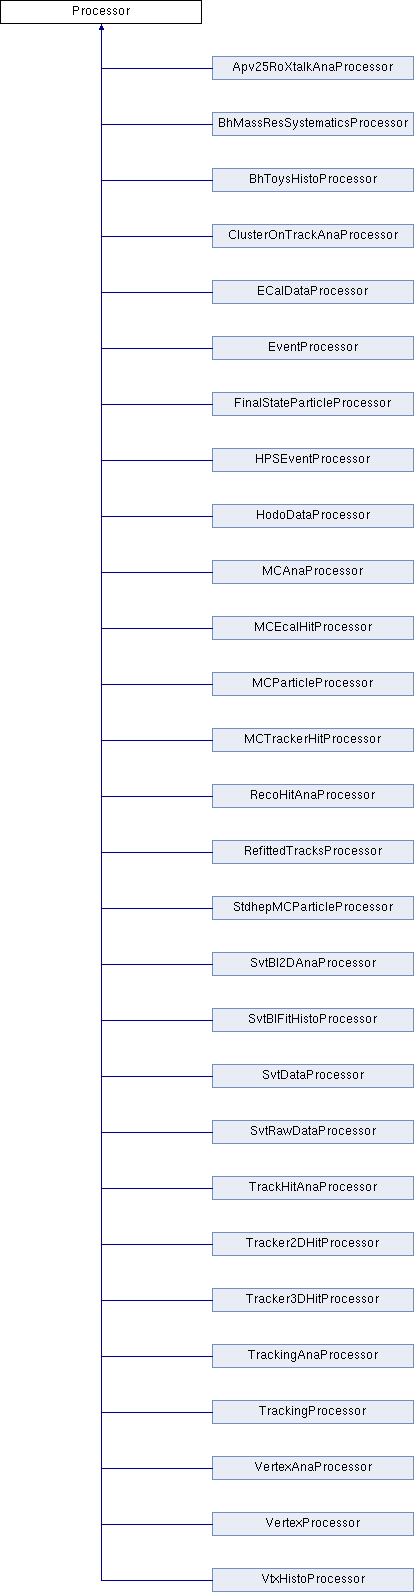 Processor
Apv25RoXtalkAnaProcessor
BhMassResSystematicsProcessor
BhToysHistoProcessor
ClusterOnTrackAnaProcessor
ECalDataProcessor
EventProcessor
FinalStateParticleProcessor
HPSEventProcessor
HodoDataProcessor
MCAnaProcessor
MCEcalHitProcessor
MCParticleProcessor
MCTrackerHitProcessor
RecoHitAnaProcessor
RefittedTracksProcessor
StdhepMCParticleProcessor
SvtBl2DAnaProcessor
SvtBlFitHistoProcessor
SvtDataProcessor
SvtRawDataProcessor
TrackHitAnaProcessor
Tracker2DHitProcessor
Tracker3DHitProcessor
TrackingAnaProcessor
TrackingProcessor
VertexAnaProcessor
VertexProcessor
VtxHistoProcessor